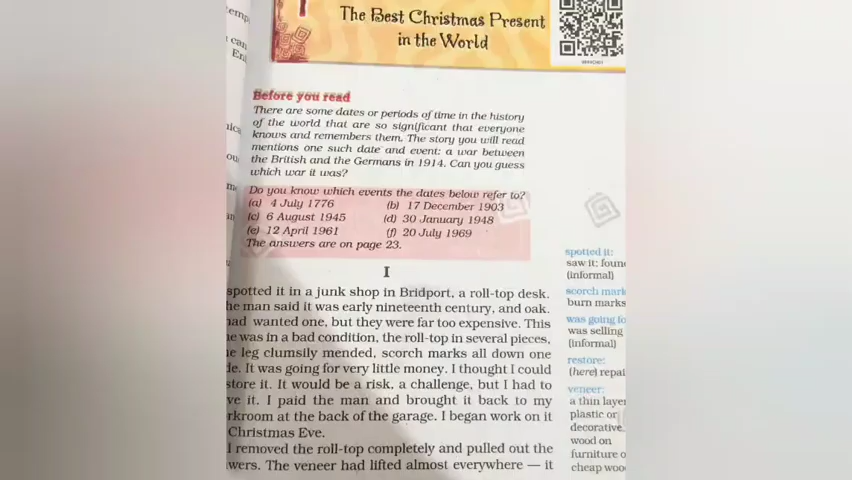 The Best Christmas Present
in the World
Before you read
There are some dates or periods of time in the history
of the world that are so significant that everyone
knows and remembers them. The story you will read
mentions one such date and event: a war between
the British and the Germans in 1914. Can you guess
which war it was?
Do you know which events the dates below refer to?
(a) 4 July 1776 (b) 17 December 1903
(c) 6 August 1945 (d) 30 January 1948
(e) 12 April 1961 (f) 20 July 1969
The answers are on page 23.
I
spotted it in a junk shop in Bridport, a roll-top desk.
he man said it was early nineteenth century, and oak.
had wanted one, but they were far too expensive. This
e was in a bad condition, the roll-top in several pieces,
e leg clumsily mended, scorch marks all down one
de. It was going for very little money. I thought I could
store it. It would be a risk, a challenge, but I had to
ve it. I paid the man and brought it back to my
rkroom at the back of the garage. I began work on it
Christmas Eve.
I removed the roll-top completely and pulled out the
wers. The veneer had lifted almost everywhere — it
spotted it:
saw it; foun
(informal)
scorch mark
burn marks
was going fo
was selling
(informal)
restore:
(here) repai
veneer:
a thin layer
plastic or
decorative
wood on
furniture o
cheap woo